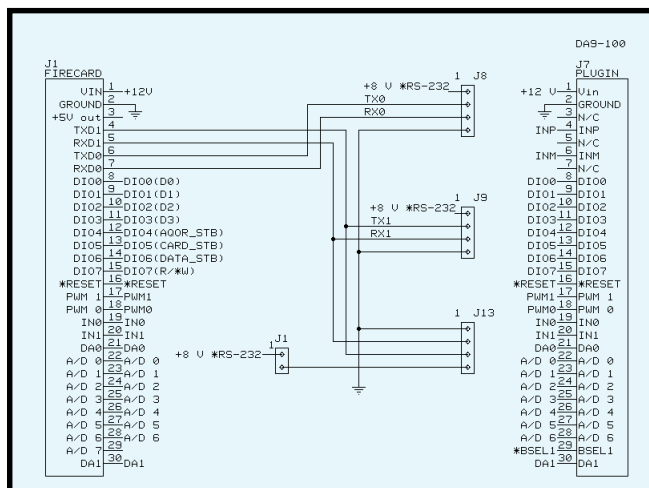 DA9-100
J1
FIRECARD
VIN 1 +12V
GROUND 2
+5V out 3
TXD1 4
RXD1 5
TXD0 6
RXD0 7
DIO0 8 DIO0(D0)
DIO1 9 DIO1(D1)
DIO2 10 DIO2(D2)
DIO3 11 DIO3(D3)
DIO4 12 DIO4(AQOR_STB)
DIO5 13 DIO5(CARD_STB)
DIO6 14 DIO6(DATA_STB)
DIO7 15 DIO7(R/*W)
*RESET 16 *RESET
PWM 1 17 PWM1
PWM 0 18 PWM0
IN0 19 IN0
IN1 20 IN1
DA0 21 DA0
A/D 0 22 A/D 0
A/D 1 23 A/D 1
A/D 2 24 A/D 2
A/D 3 25 A/D 3
A/D 4 26 A/D 4
A/D 5 27 A/D 5
A/D 6 28 A/D 6
A/D 7 29
DA1 30 DA1
1 J8
+8 V *RS-232
TX0
RX0
1 J9
+8 V *RS-232
TX1
RX1
1 J13
J1
1
+8 V *RS-232
J7
PLUGIN
+12 V 1 Vin
2 GROUND
3 N/C
INP 4 INP
5 N/C
INM 6 INM
7 N/C
DIO0 8 DIO0
DIO1 9 DIO1
DIO2 10 DIO2
DIO3 11 DIO3
DIO4 12 DIO4
DIO5 13 DIO5
DIO6 14 DIO6
DIO7 15 DIO7
*RESET 16 *RESET
PWM1 17 PWM 1
PWM0 18 PWM 0
IN0 19 IN0
IN1 20 IN1
DA0 21 DA0
A/D 0 22 A/D 0
A/D 1 23 A/D 1
A/D 2 24 A/D 2
A/D 3 25 A/D 3
A/D 4 26 A/D 4
A/D 5 27 A/D 5
A/D 6 28 A/D 6
*BSEL1 29 BSEL1
DA1 30 DA1